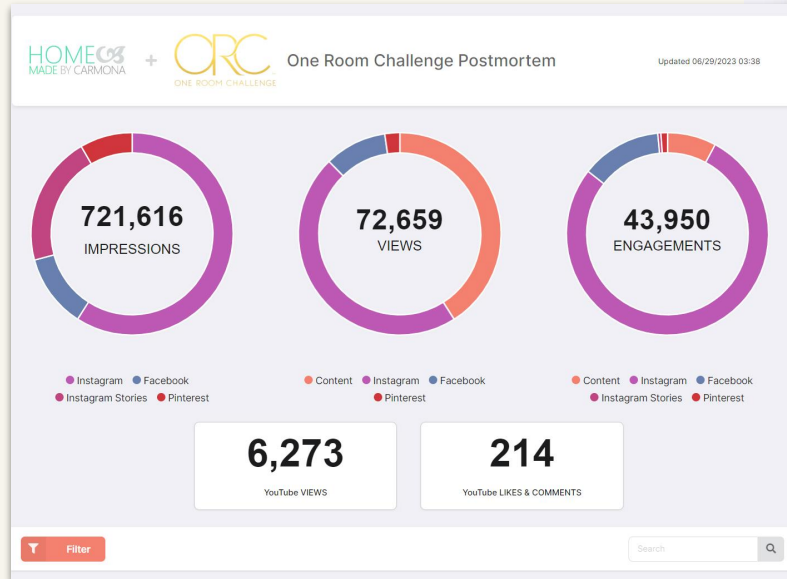 HOME
MADE BY CARMONA
+
ORC
ONE ROOM CHALLENGE
One Room Challenge Postmortem
Updated 06/29/2023 03:38
721,616
IMPRESSIONS
72,659
VIEWS
43,950
ENGAGEMENTS
Instagram Facebook
Instagram Stories Pinterest
Content Instagram Facebook
Pinterest
Content Instagram Facebook
Instagram Stories Pinterest
6,273
YouTube VIEWS
214
YouTube LIKES & COMMENTS
Filter
Search